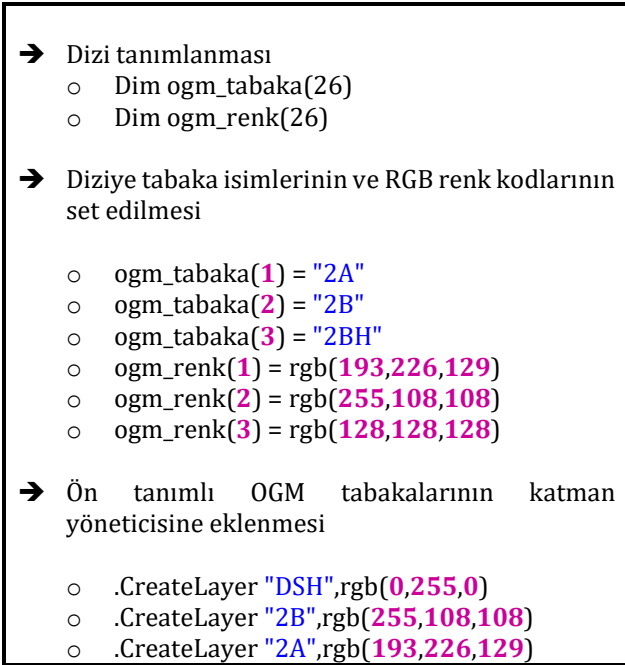 ➔ Dizi tanımlanması
o Dim ogm_tabaka(26)
o Dim ogm_renk(26)
➔ Diziye tabaka isimlerinin ve RGB renk kodlarının
set edilmesi
o ogm_tabaka(1) = "2A"
o ogm_tabaka(2) = "2B"
o ogm_tabaka(3) = "2BH"
o ogm_renk(1) = rgb(193,226,129)
o ogm_renk(2) = rgb(255,108,108)
o ogm_renk(3) = rgb(128,128,128)
➔ Ön tanımlı OGM tabakalarının katman
yöneticisine eklenmesi
o .CreateLayer "DSH",rgb(0,255,0)
o .CreateLayer "2B",rgb(255,108,108)
o .CreateLayer "2A",rgb(193,226,129)